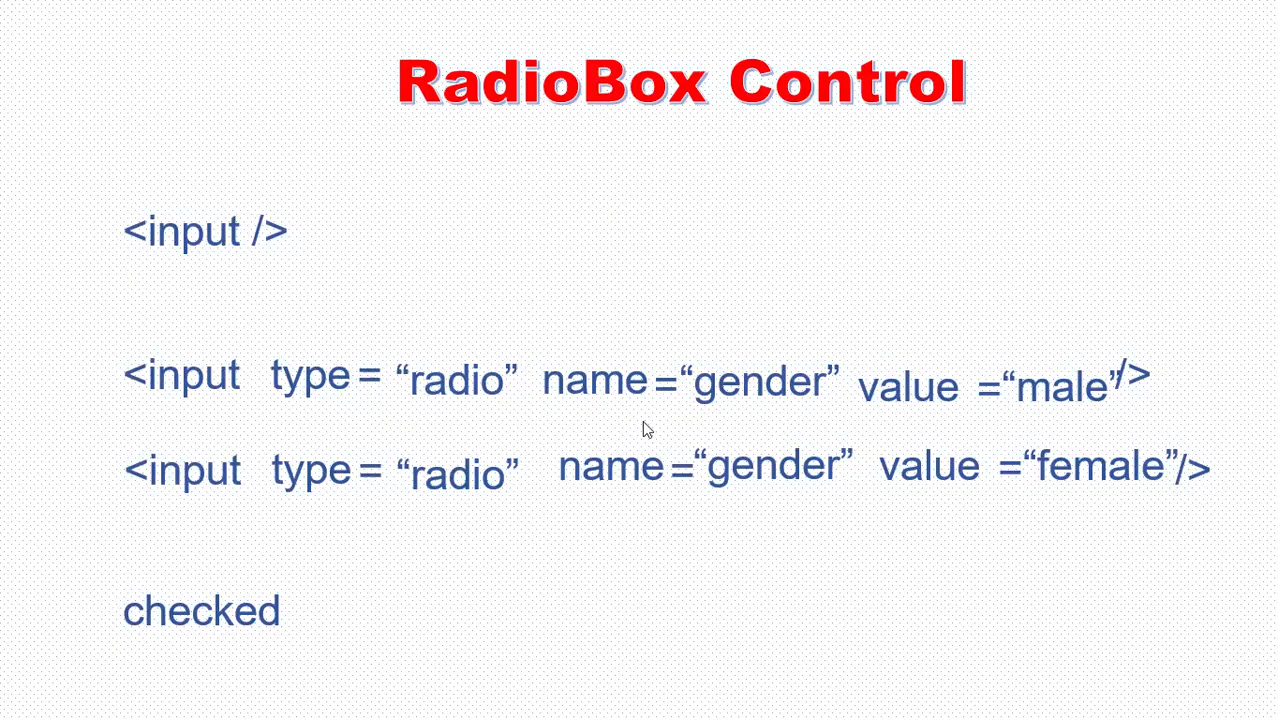 RadioBox Control
<input />
<input type = “radio” name =“gender” value =“male”/>
<input type = “radio” name =“gender” value =“female”/>
checked